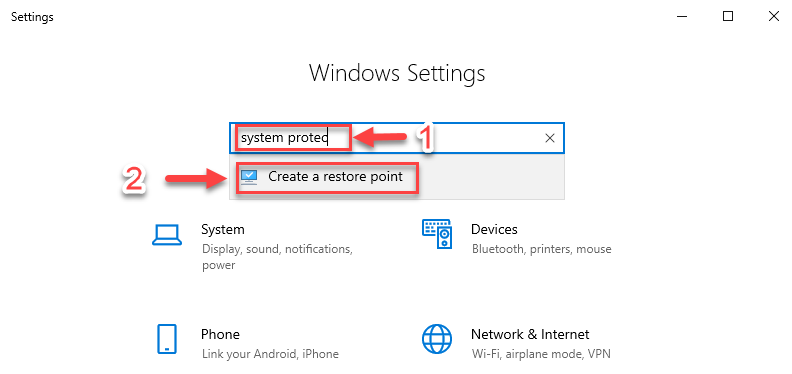 Settings
Windows Settings
system protec
1
2
Create a restore point
System
Display, sound, notifications,
power
Devices
Bluetooth, printers, mouse
Phone
Link your Android, iPhone
Network & Internet
Wi-Fi, airplane mode, VPN